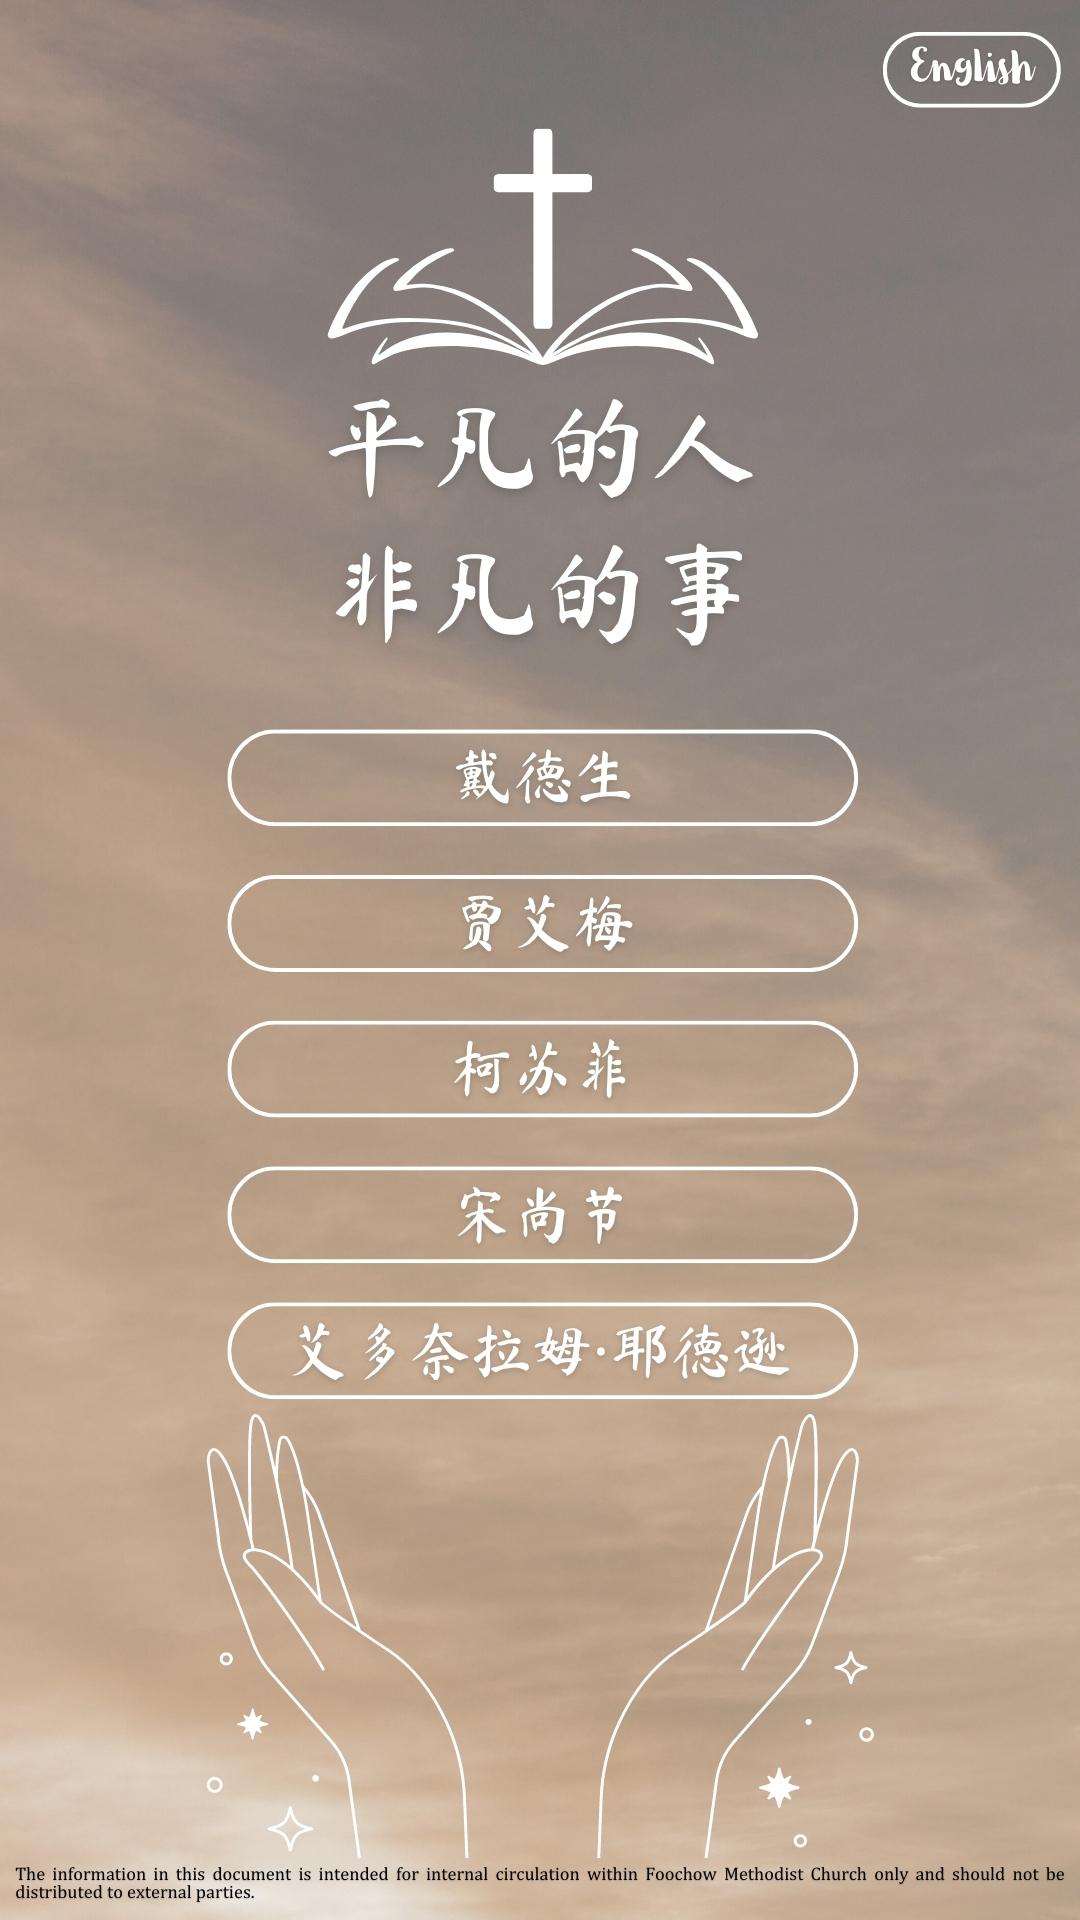 English
平凡的人
非凡的事
戴德生
贾艾梅
柯苏菲
宋尚节
艾多奈拉姆·耶德逊
The information in this document is intended for internal circulation within Foochow Methodist Church only and should not be
distributed to external parties.